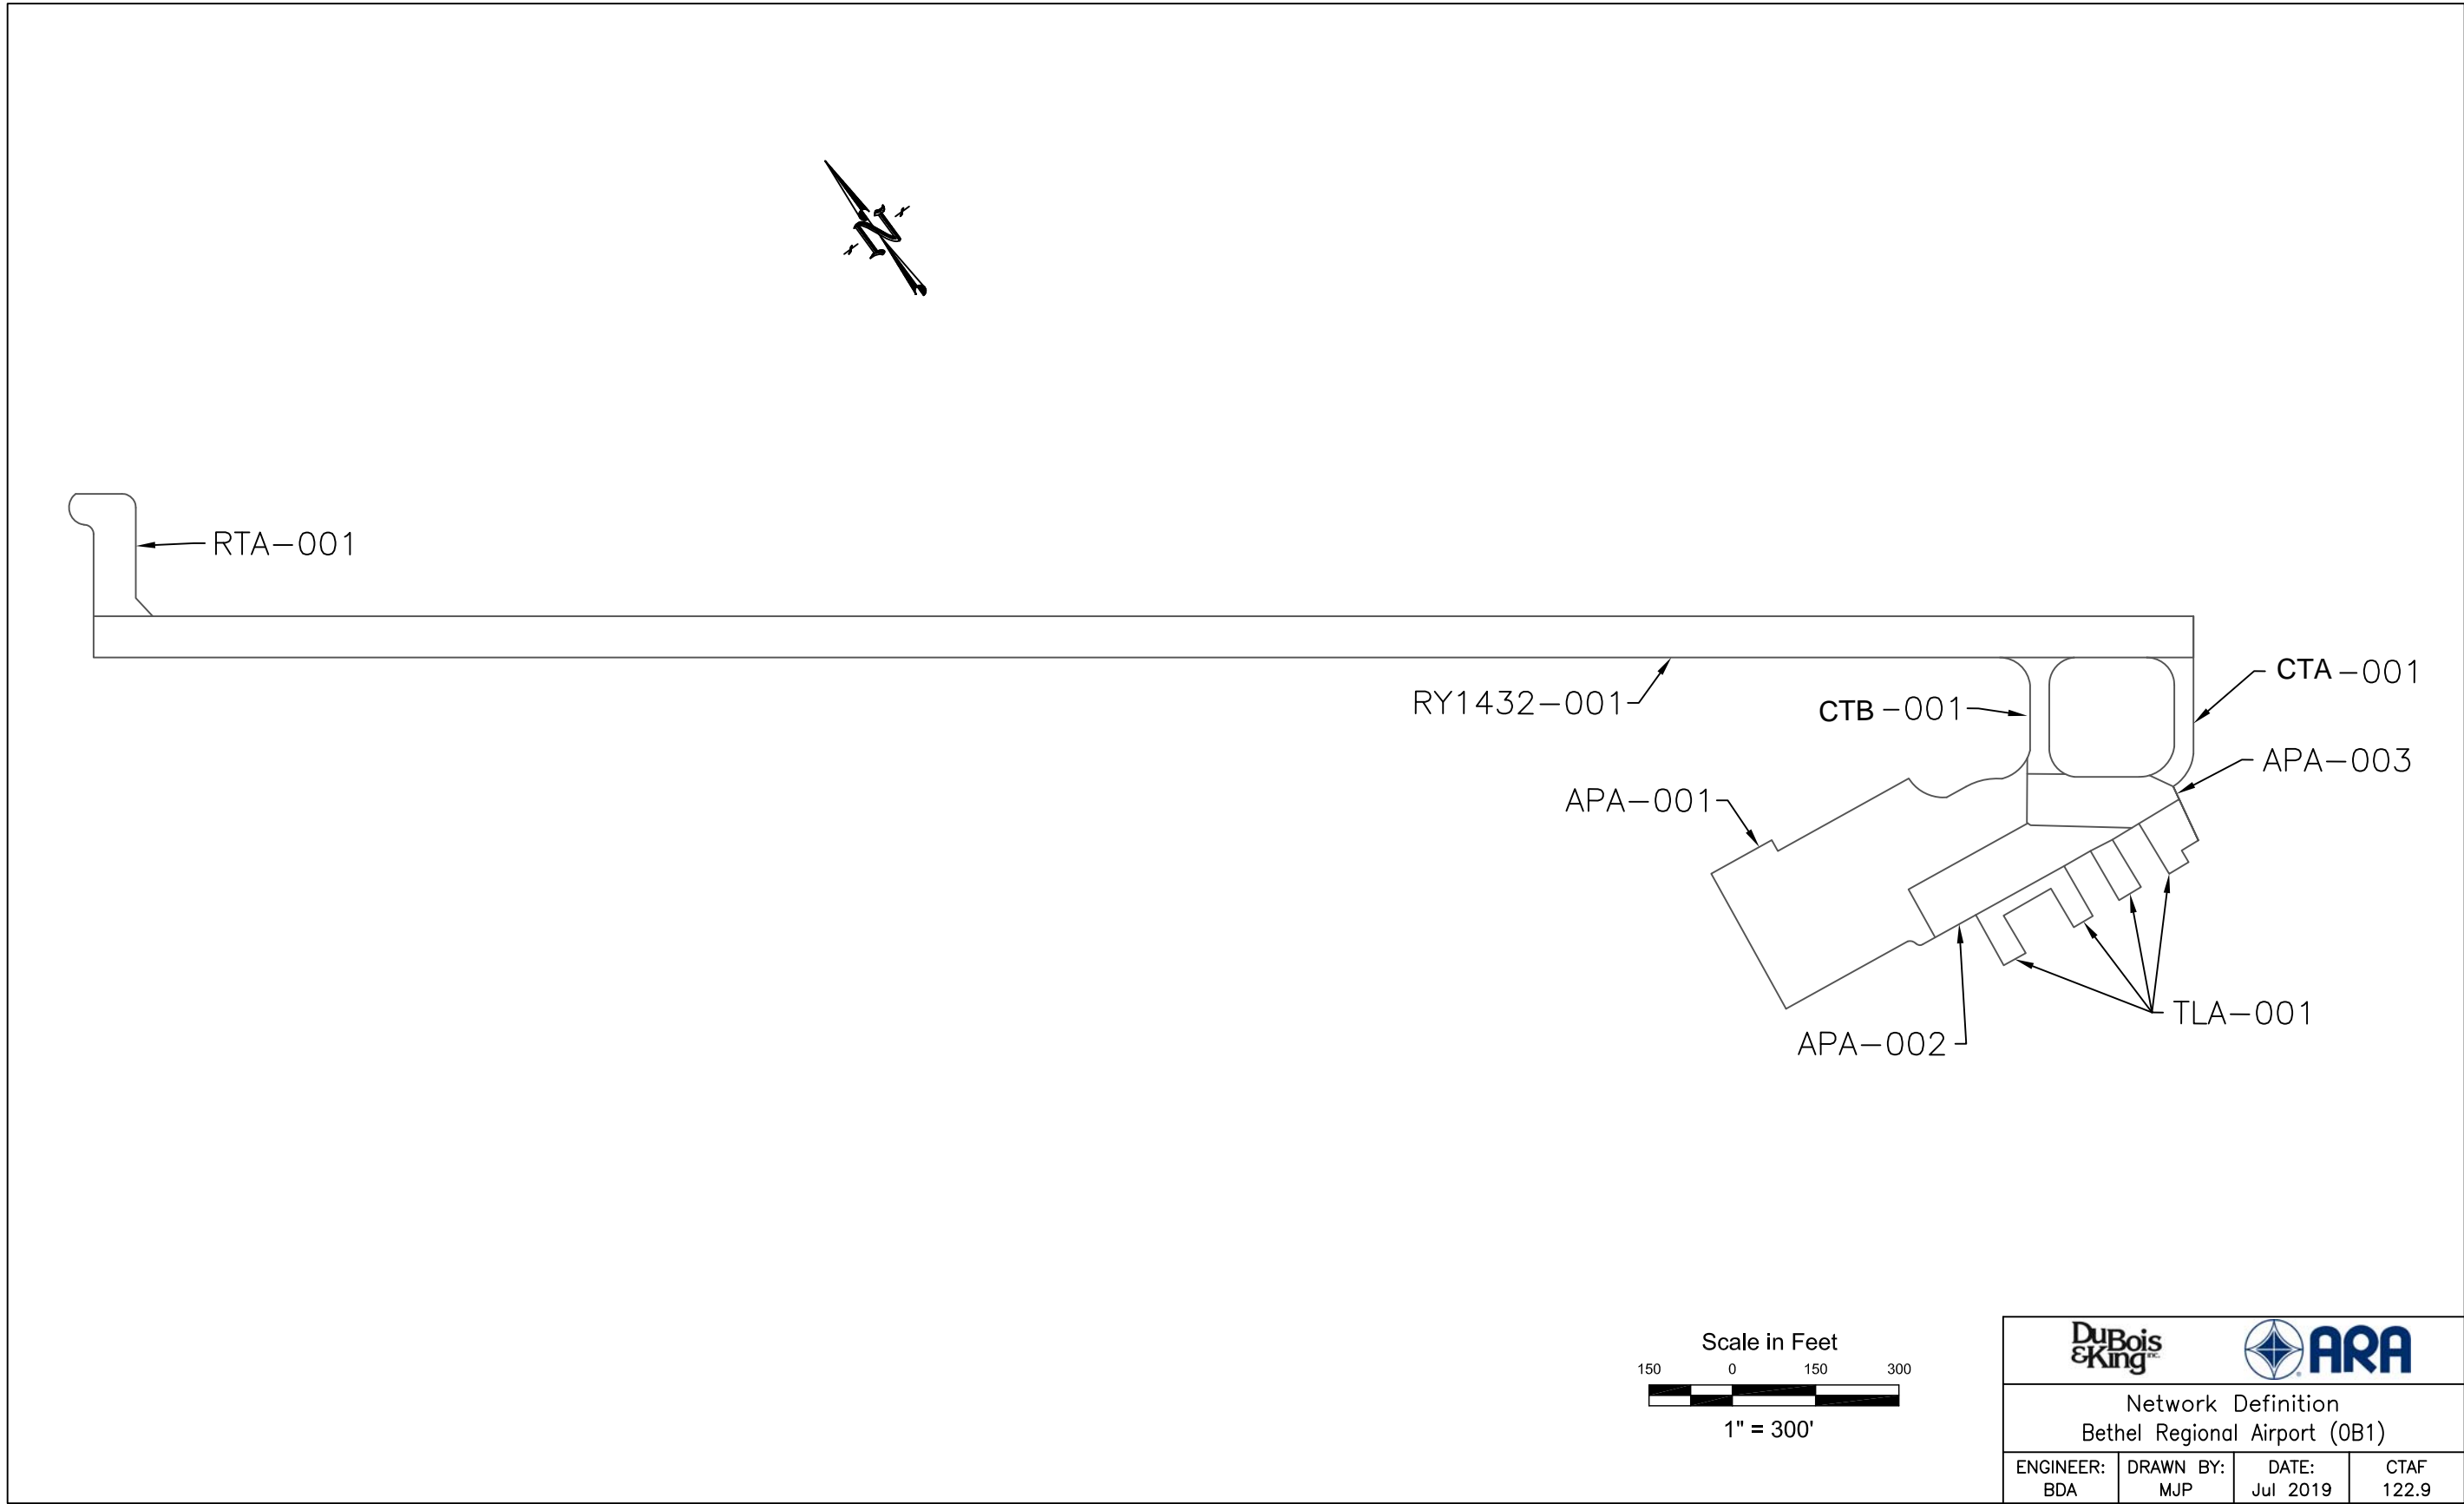 N
RTA-001
RY1432-001
CTB-001
CTA-001
APA-003
APA-001
TLA-001
APA-002
Scale in Feet
150 0 150 300
1" = 300'
DuBois
&King inc.
ARA
Network Definition
Bethel Regional Airport (0B1)
ENGINEER: DRAWN BY: DATE: CTAF
BDA MJP Jul 2019 122.9